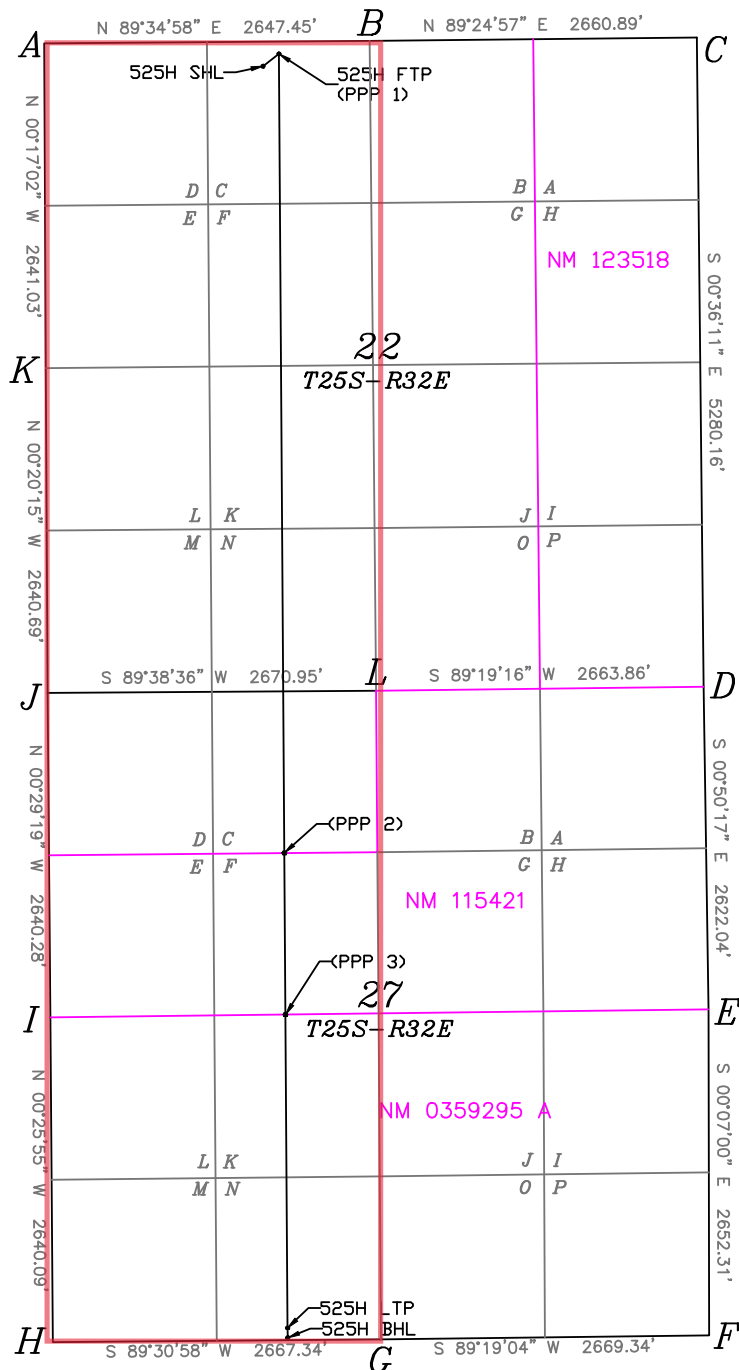 N 89°34'58" E 2647.45'
B
N 89°24'57" E 2660.89'
A
C
525H SHL
525H FTP
(PPP 1)
N 00°17'02" W 2641.03'
D C
B A
E F
G H
NM 123518
S 00°36'11" E 5280.16'
22
K
T25S-R32E
N 00°20'15" W 2640.69'
L K
J I
M N
O P
S 89°38'36" W 2670.95'
L
S 89°19'16" W 2663.86'
J
D
N 00°29'19" W 2640.28'
S 00°50'17" E 2622.04'
(PPP 2)
D C
B A
E F
G H
NM 115421
(PPP 3)
27
I
E
T25S-R32E
N 00°25'55" W 2640.09'
S 00°07'00" E 2652.31'
NM 0359295 A
L K
J I
M N
O P
525H LTP
525H BHL
H
F
S 89°30'58" W 2667.34'
G
S 89°19'04" W 2669.34'